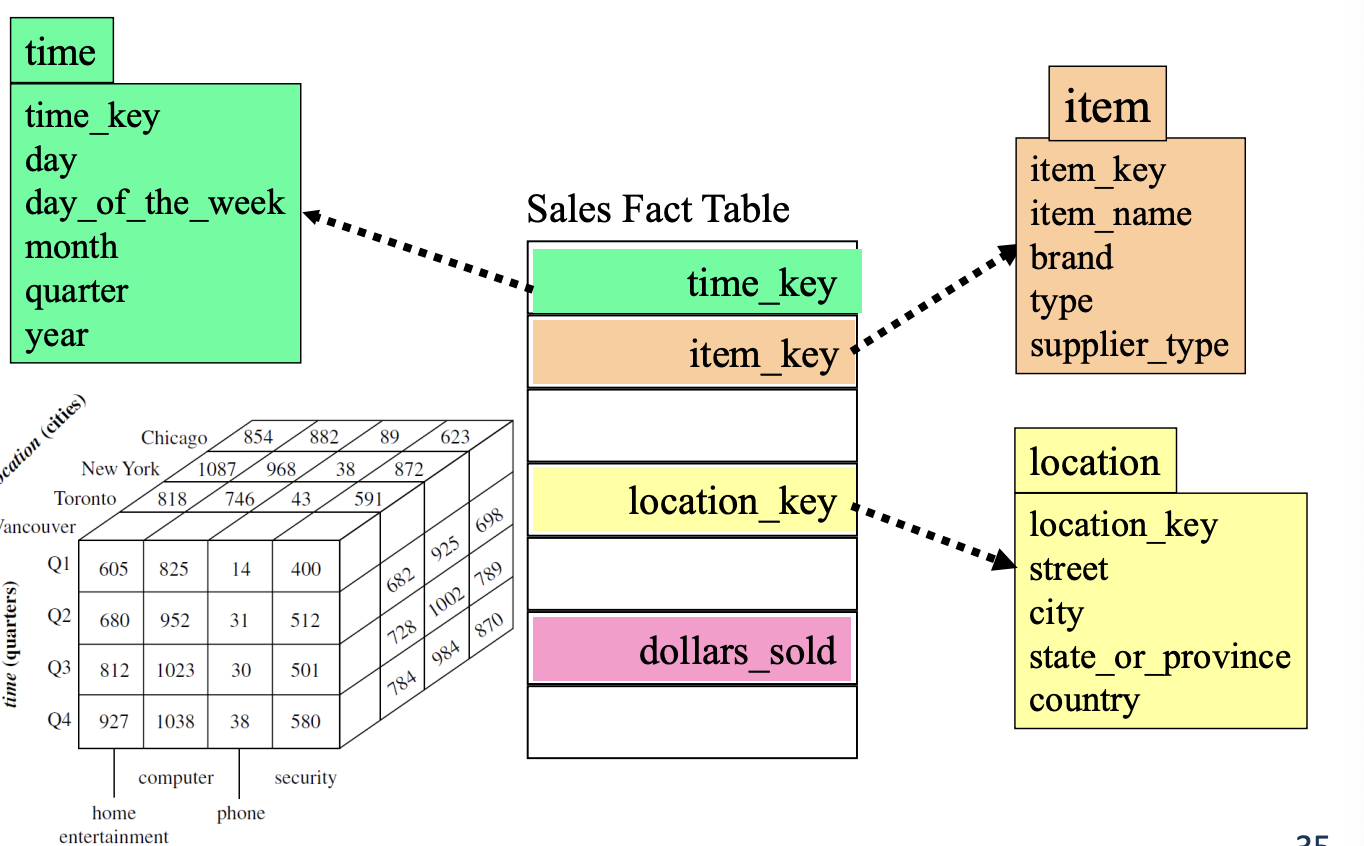 time
time_key
day
day_of_the_week
month
quarter
year
item
item_key
item_name
brand
type
supplier_type
Sales Fact Table
time_key
item_key
location_key
dollars_sold
location
location_key
street
city
state_or_province
country
(cities)
Chicago 854 882 89 623
New York 1087 968 38 872
Toronto 818 746 43 591
Q1 605 825 14 400
Q2 680 952 31 512
Q3 812 1023 30 501
Q4 927 1038 38 580
682 925 698
728 1002 789
784 984 870
time (quarters)
computer security
home phone
entertainment